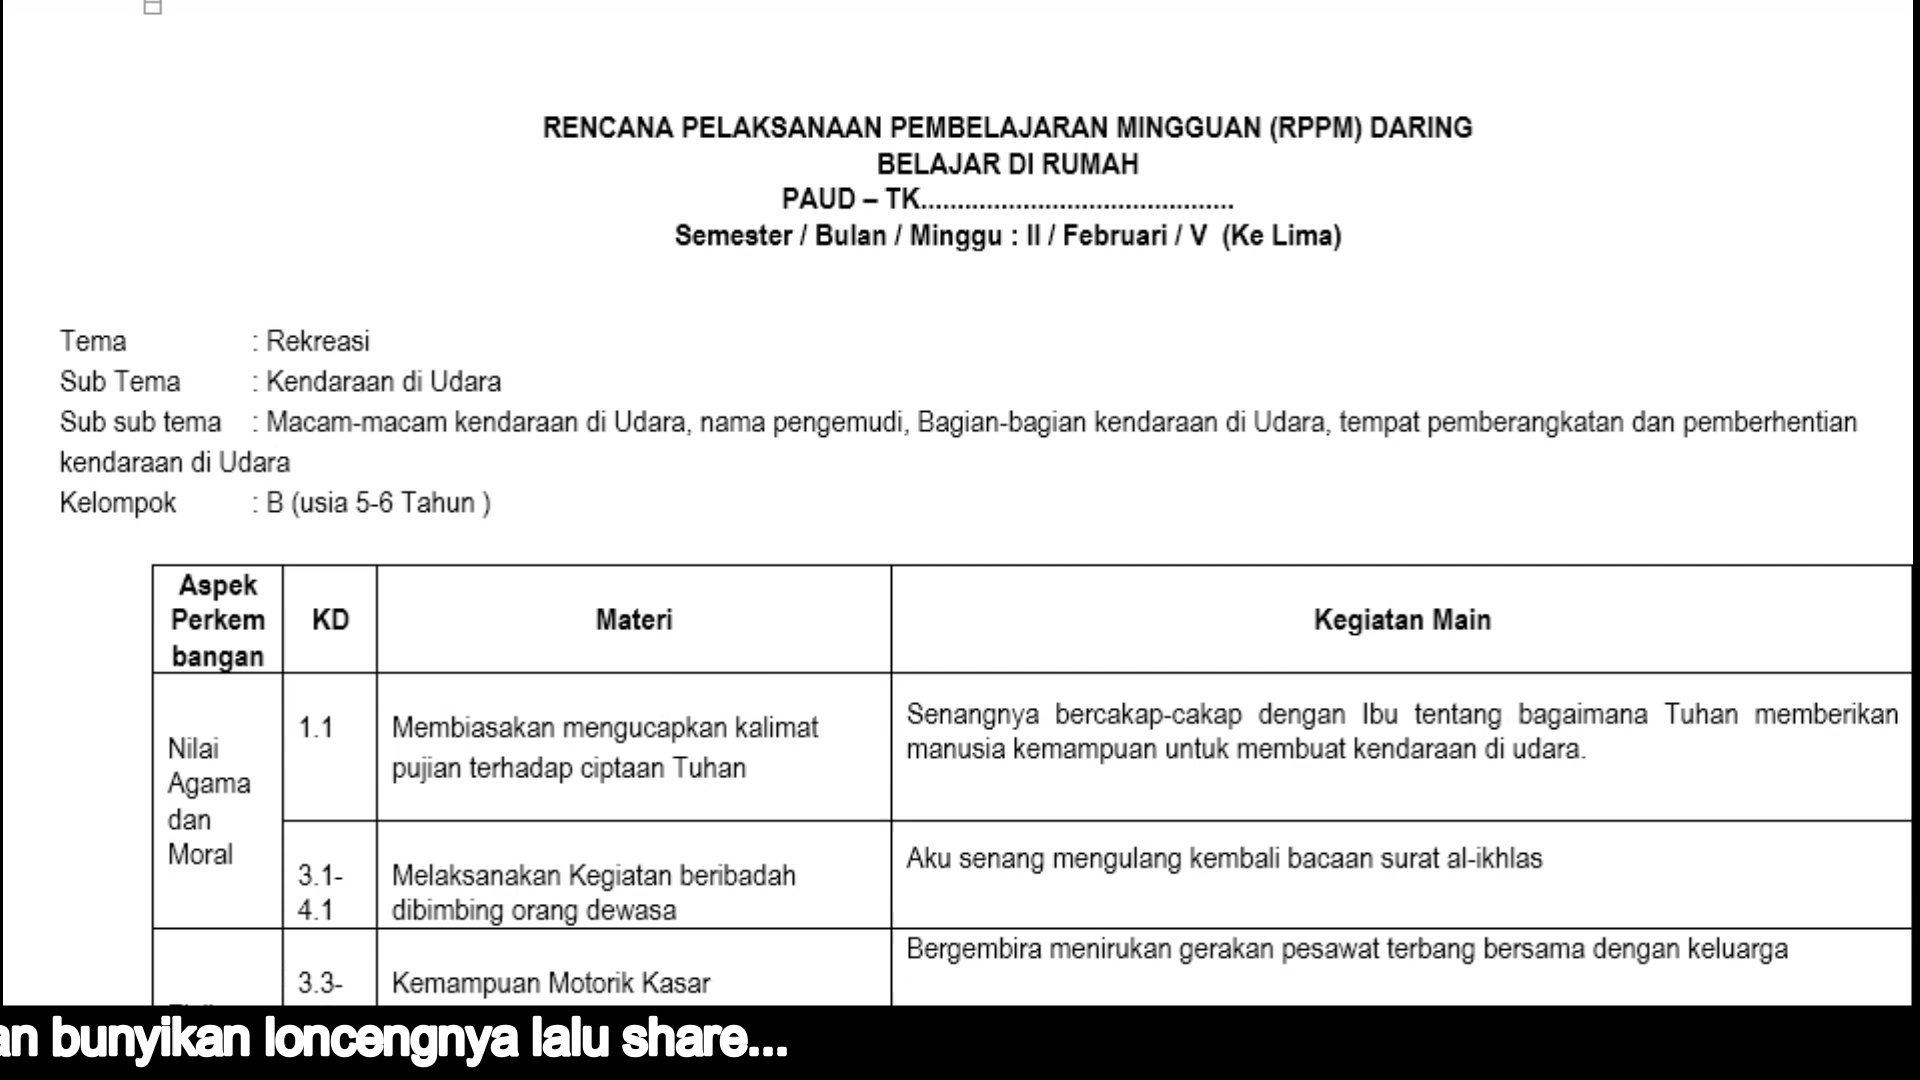 RENCANA PELAKSANAAN PEMBELAJARAN MINGGUAN (RPPM) DARING
BELAJAR DI RUMAH
PAUD – TK...........................................
Semester / Bulan / Minggu : II / Februari / V (Ke Lima)
Tema : Rekreasi
Sub Tema : Kendaraan di Udara
Sub sub tema : Macam-macam kendaraan di Udara, nama pengemudi, Bagian-bagian kendaraan di Udara, tempat pemberangkatan dan pemberhentian
kendaraan di Udara
Kelompok : B (usia 5-6 Tahun )
Aspek
Perkem
bangan
KD
Materi
Kegiatan Main
Nilai
Agama
dan
Moral
1.1
Membiasakan mengucapkan kalimat
pujian terhadap ciptaan Tuhan
Senangnya bercakap-cakap dengan Ibu tentang bagaimana Tuhan memberikan
manusia kemampuan untuk membuat kendaraan di udara.
3.1-
4.1
Melaksanakan Kegiatan beribadah
dibimbing orang dewasa
Aku senang mengulang kembali bacaan surat al-ikhlas
3.3-
Kemampuan Motorik Kasar
Bergembira menirukan gerakan pesawat terbang bersama dengan keluarga
an bunyikan loncengnya lalu share...